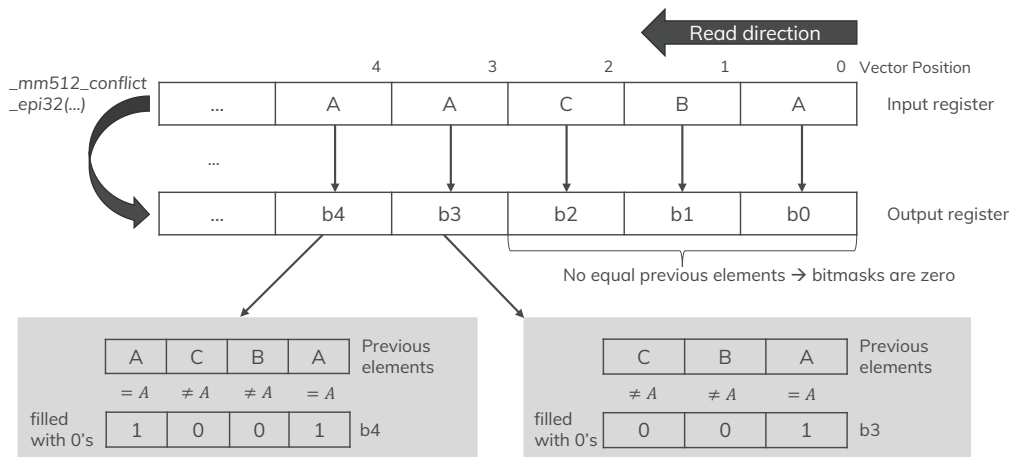 Read direction
_mm512_conflict
_epi32(...)
4 3 2 1 0 Vector Position
... A A C B A Input register
...
... b4 b3 b2 b1 b0 Output register
No equal previous elements → bitmasks are zero
A C B A Previous
elements
= A ≠ A ≠ A = A
filled
with 0's 1 0 0 1 b4
C B A Previous
elements
≠ A ≠ A = A
filled
with 0's 0 0 1 b3